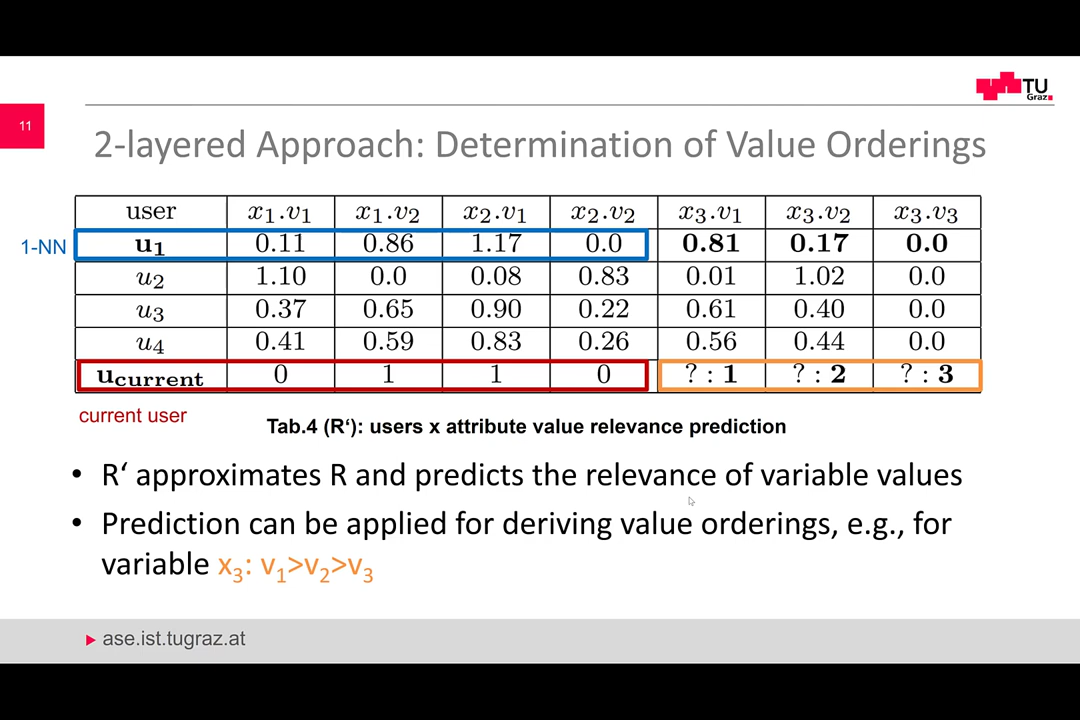 TU
Graz
11
2-layered Approach: Determination of Value Orderings
user x₁.v₁ x₁.v₂ x₂.v₁ x₂.v₂ x₃.v₁ x₃.v₂ x₃.v₃
1-NN u₁ 0.11 0.86 1.17 0.0 0.81 0.17 0.0
u₂ 1.10 0.0 0.08 0.83 0.01 1.02 0.0
u₃ 0.37 0.65 0.90 0.22 0.61 0.40 0.0
u₄ 0.41 0.59 0.83 0.26 0.56 0.44 0.0
u_current 0 1 1 0 ? : 1 ? : 2 ? : 3
current user
Tab.4 (R‘): users x attribute value relevance prediction
• R‘ approximates R and predicts the relevance of variable values
• Prediction can be applied for deriving value orderings, e.g., for
variable x₃: v₁>v₂>v₃
ase.ist.tugraz.at